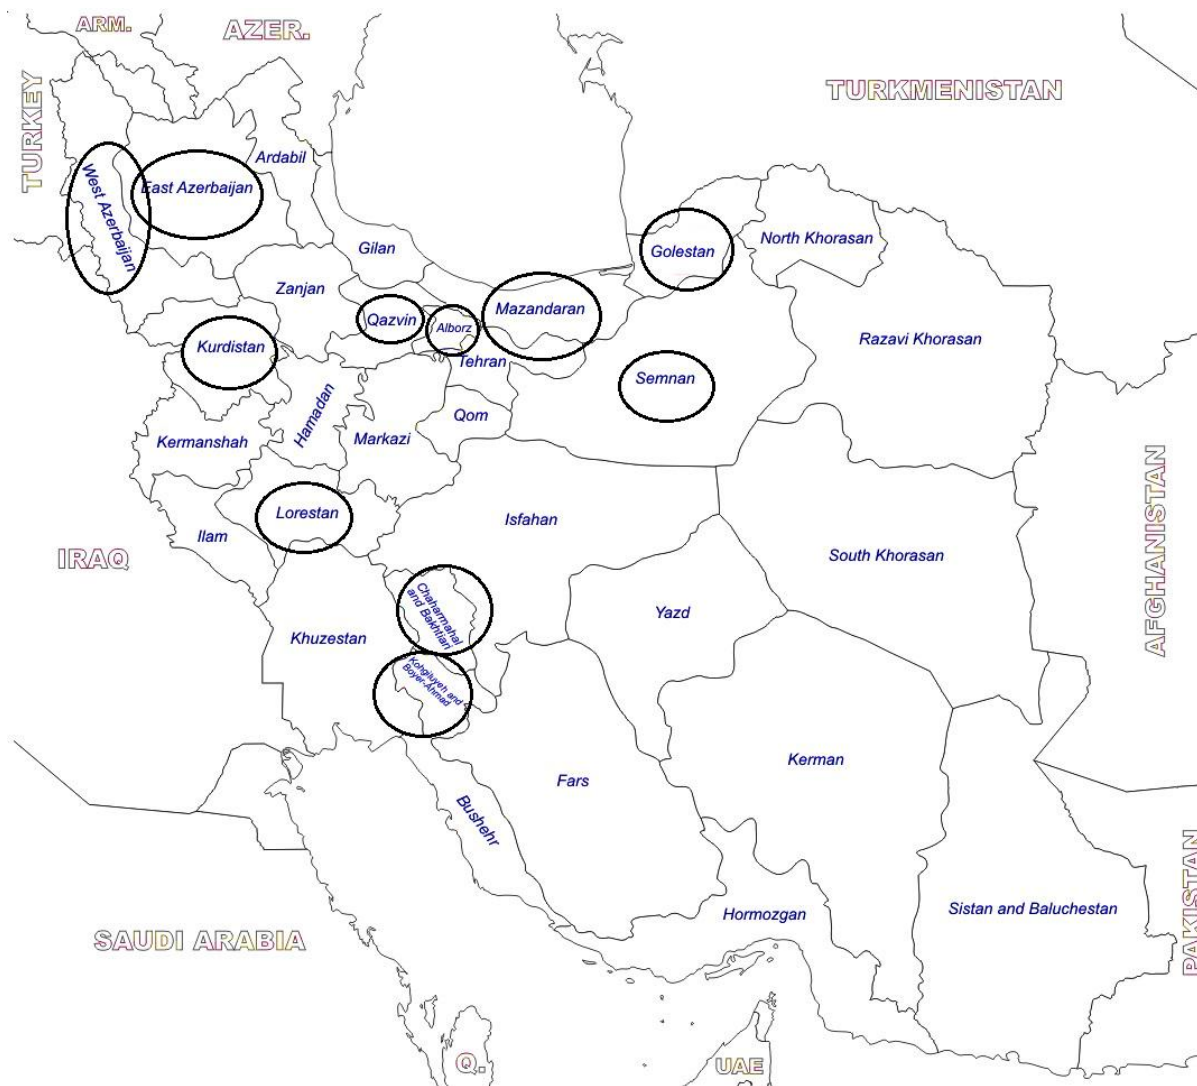 ARM.
AZER.
TURKEY
TURKMENISTAN
Ardabil
West Azerbaijan
East Azerbaijan
Gilan
Golestan
North Khorasan
Zanjan
Qazvin
Alborz
Mazandaran
Kurdistan
Tehran
Razavi Khorasan
Semnan
Hamadan
Qom
Kermanshah
Markazi
Lorestan
Isfahan
Ilam
IRAQ
South Khorasan
AFGHANISTAN
Chaharmahal
and Bakhtiari
Yazd
Khuzestan
Kohgiluyeh and
Boyer-Ahmad
Kerman
Fars
Bushehr
Hormozgan
Sistan and Baluchestan
PAKISTAN
SAUDI ARABIA
Q.
UAE